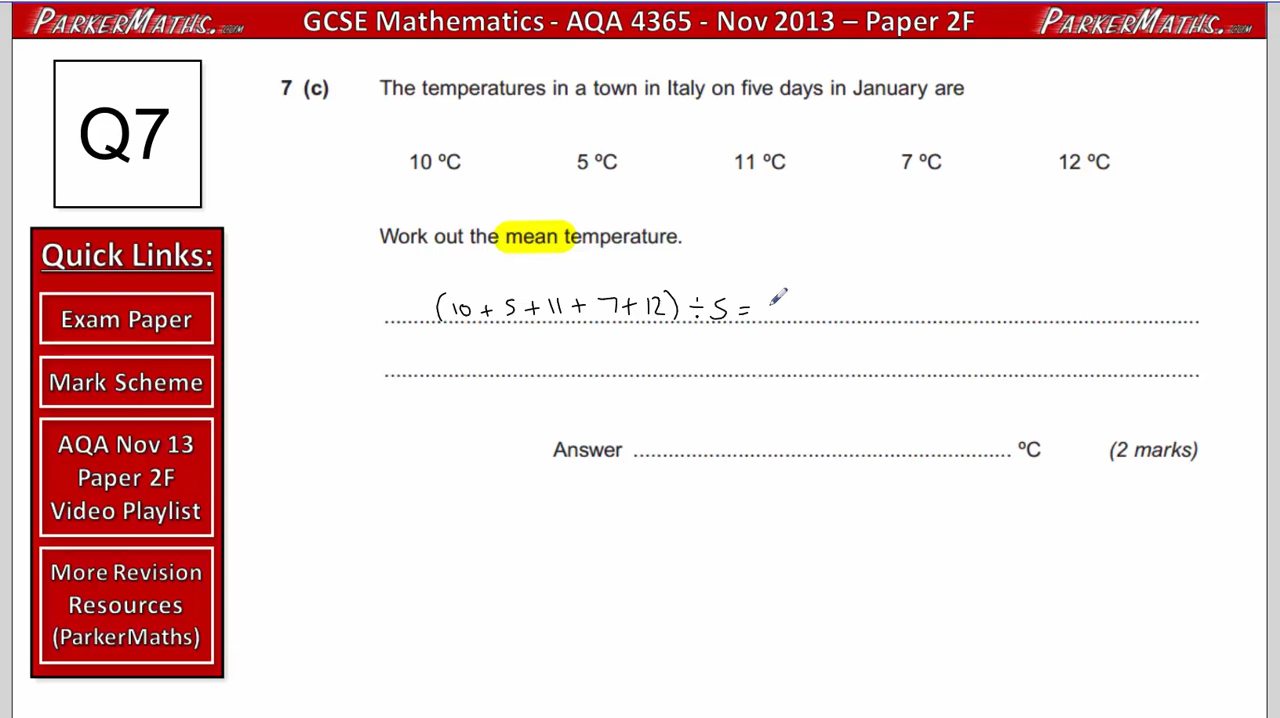 PARKERMATHS.COM GCSE Mathematics - AQA 4365 - Nov 2013 – Paper 2F PARKERMATHS.COM
Q7
7 (c) The temperatures in a town in Italy on five days in January are
10 ºC 5 ºC 11 ºC 7 ºC 12 ºC
Work out the mean temperature.
(10 + 5 + 11 + 7 + 12) ÷ 5 =
Answer ................................................................ ºC (2 marks)
Quick Links:
Exam Paper
Mark Scheme
AQA Nov 13
Paper 2F
Video Playlist
More Revision
Resources
(ParkerMaths)